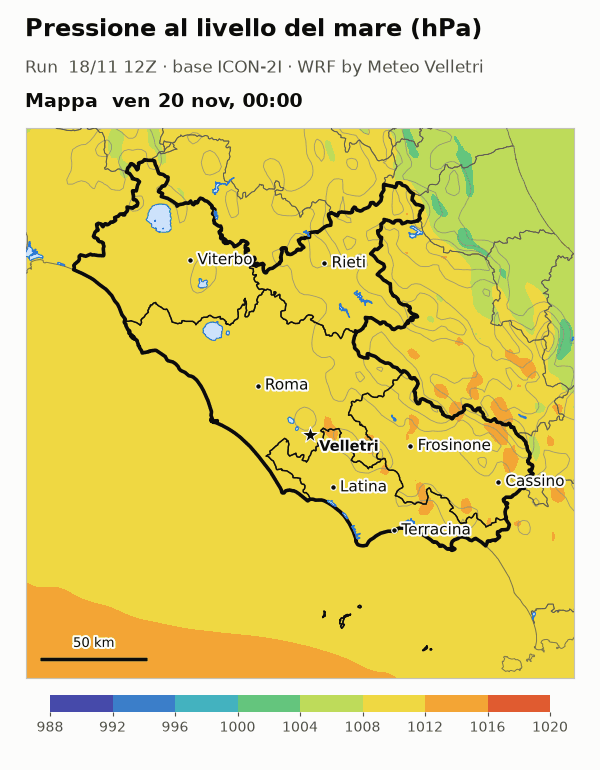 Pressione al livello del mare (hPa)
Run 18/11 12Z · base ICON-2I · WRF by Meteo Velletri
Mappa ven 20 nov, 00:00
Viterbo
Rieti
Roma
Velletri
Frosinone
Cassino
Latina
Terracina
50 km
988 992 996 1000 1004 1008 1012 1016 1020